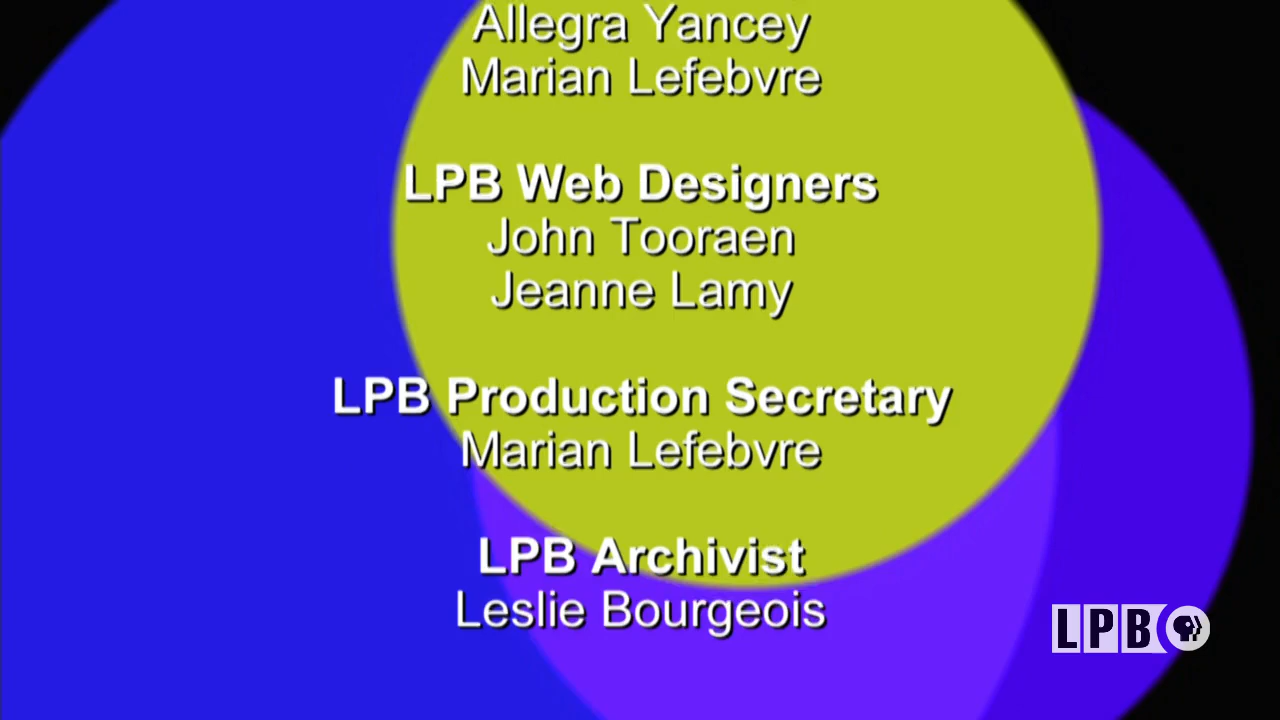 Allegra Yancey
Marian Lefebvre
LPB Web Designers
John Tooraen
Jeanne Lamy
LPB Production Secretary
Marian Lefebvre
LPB Archivist
Leslie Bourgeois
LPB